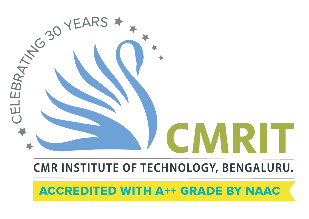 CELEBRATING 30 YEARS
CMRIT
CMR INSTITUTE OF TECHNOLOGY, BENGALURU.
ACCREDITED WITH A++ GRADE BY NAAC